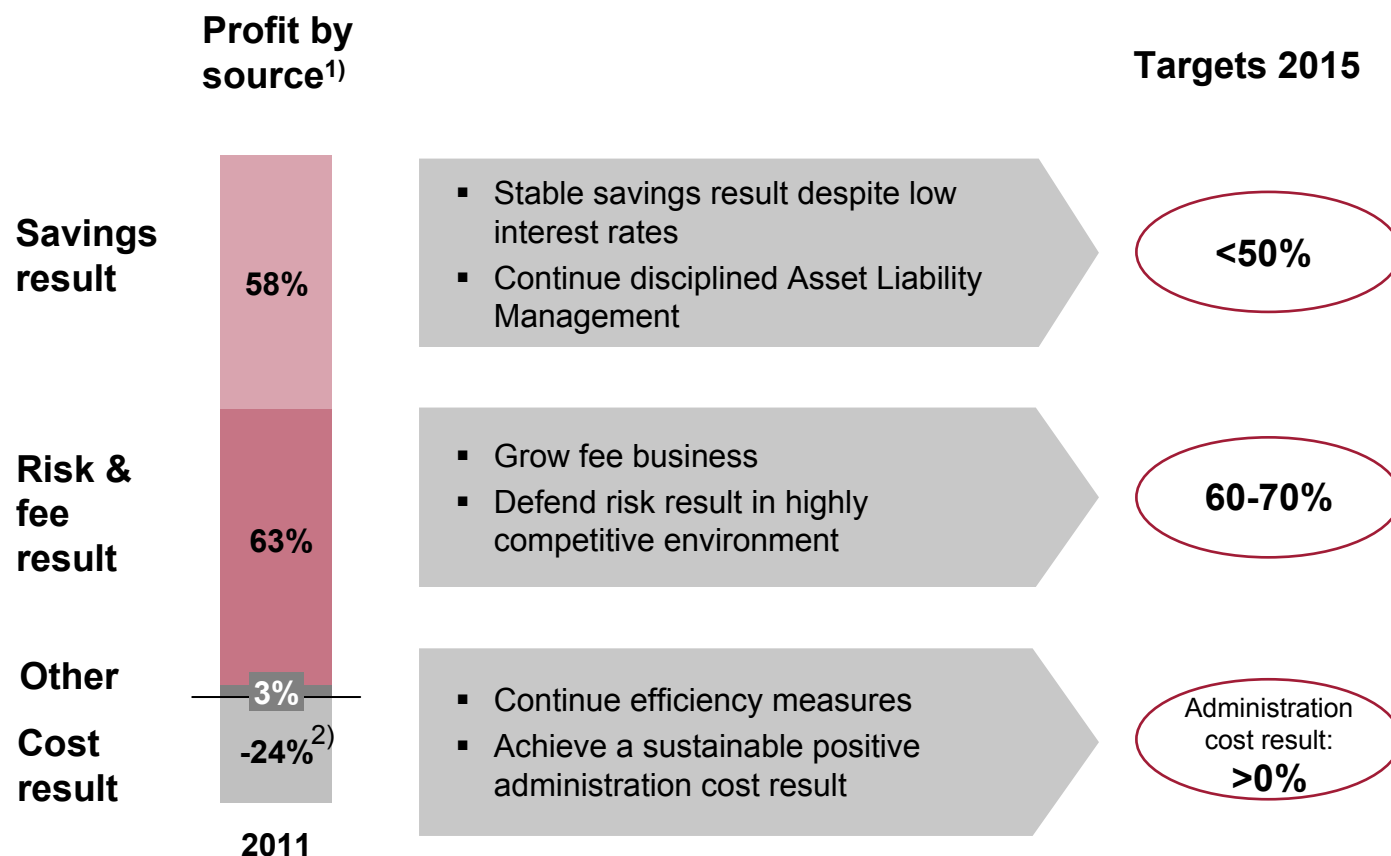 Profit by
source1)
Targets 2015
Savings
result
58%
▪ Stable savings result despite low
interest rates
▪ Continue disciplined Asset Liability
Management
<50%
Risk &
fee
result
63%
▪ Grow fee business
▪ Defend risk result in highly
competitive environment
60-70%
Other
3%
Cost
result
-24%2)
▪ Continue efficiency measures
▪ Achieve a sustainable positive
administration cost result
Administration
cost result:
>0%
2011